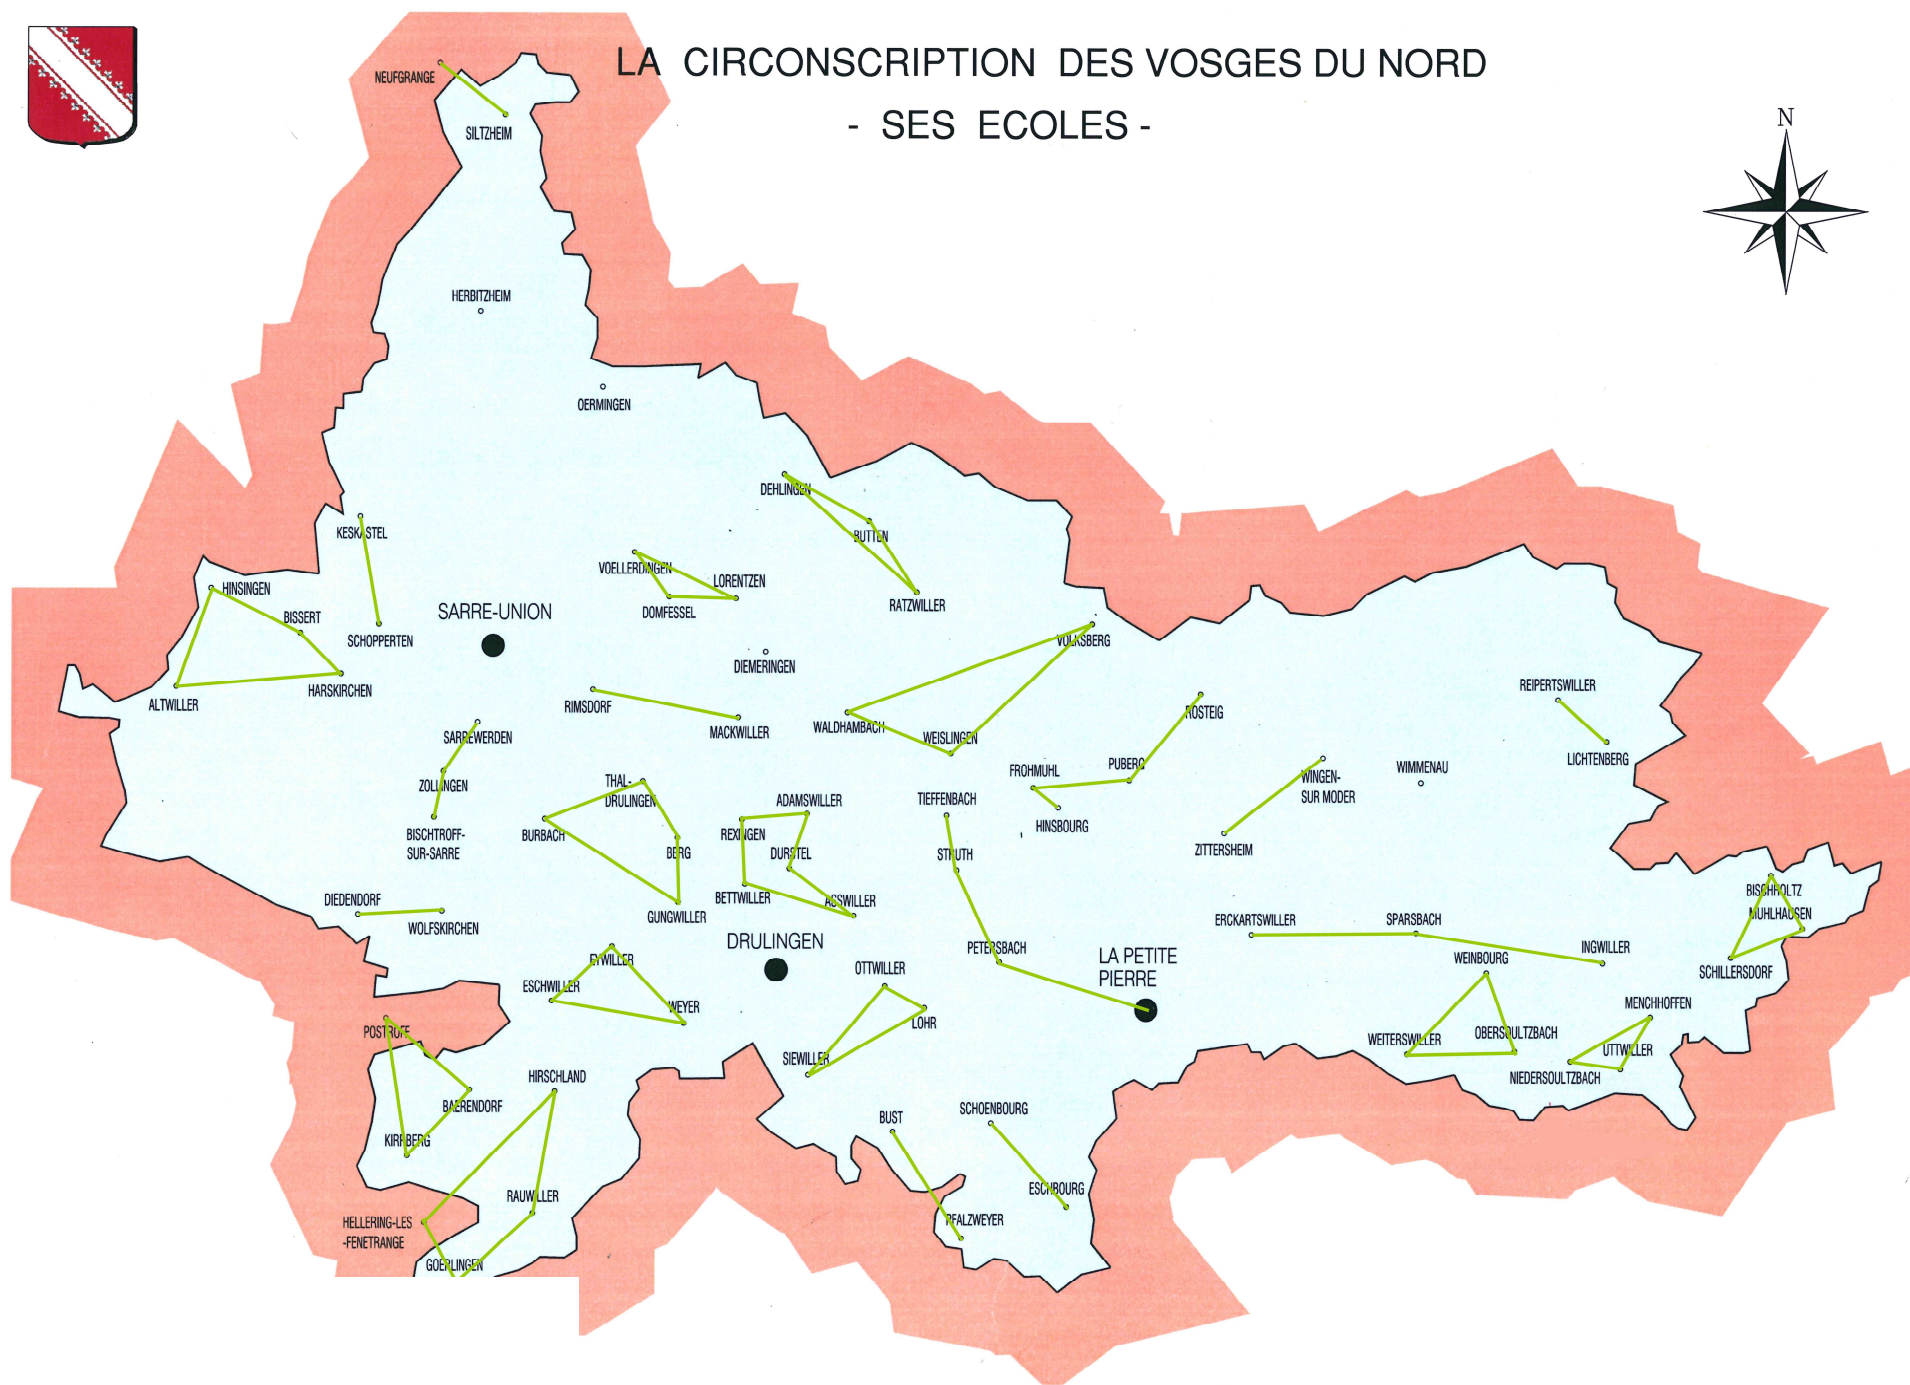 LA CIRCONSCRIPTION DES VOSGES DU NORD
- SES ECOLES -
N
NEUFGRANGE
SILTZHEIM
HERBITZHEIM
OERMINGEN
DEHLINGEN
BUTTEN
RATZWILLER
KESKASTEL
SCHOPPERTEN
VOELLERDINGEN
LORENTZEN
DOMFESSEL
HINSINGEN
BISSERT
HARSKIRCHEN
ALTWILLER
SARRE-UNION
DIEMERINGEN
VOLKSBERG
RIMSDORF
MACKWILLER
WALDHAMBACH
WEISLINGEN
ROSTEIG
REIPERTSWILLER
LICHTENBERG
SARREWERDEN
ZOLLINGEN
BISCHTROFF-
SUR-SARRE
THAL-
DRULINGEN
BURBACH
BERG
GUNGWILLER
ADAMSWILLER
REXINGEN
DURSTEL
BETTWILLER
ASSWILLER
TIEFFENBACH
STRUTH
PETERSBACH
FROHMUHL
PUBERG
HINSBOURG
WINGEN-
SUR MODER
WIMMENAU
ZITTERSHEIM
DIEDENDORF
WOLFSKIRCHEN
DRULINGEN
LA PETITE
PIERRE
ERCKARTSWILLER
SPARSBACH
INGWILLER
BISCHHOLTZ
MUHLHAUSEN
SCHILLERSDORF
EYWILLER
ESCHWILLER
WEYER
OTTWILLER
LOHR
SIEWILLER
WEINBOURG
WEITERSWILLER
OBERSOULTZBACH
MENCHHOFFEN
UTTWILLER
NIEDERSOULTZBACH
POSTROFF
BAERENDORF
KIRRBERG
HIRSCHLAND
RAUWILLER
HELLERING-LES
-FENETRANGE
GOERLINGEN
BUST
PFALZWEYER
SCHOENBOURG
ESCHBOURG